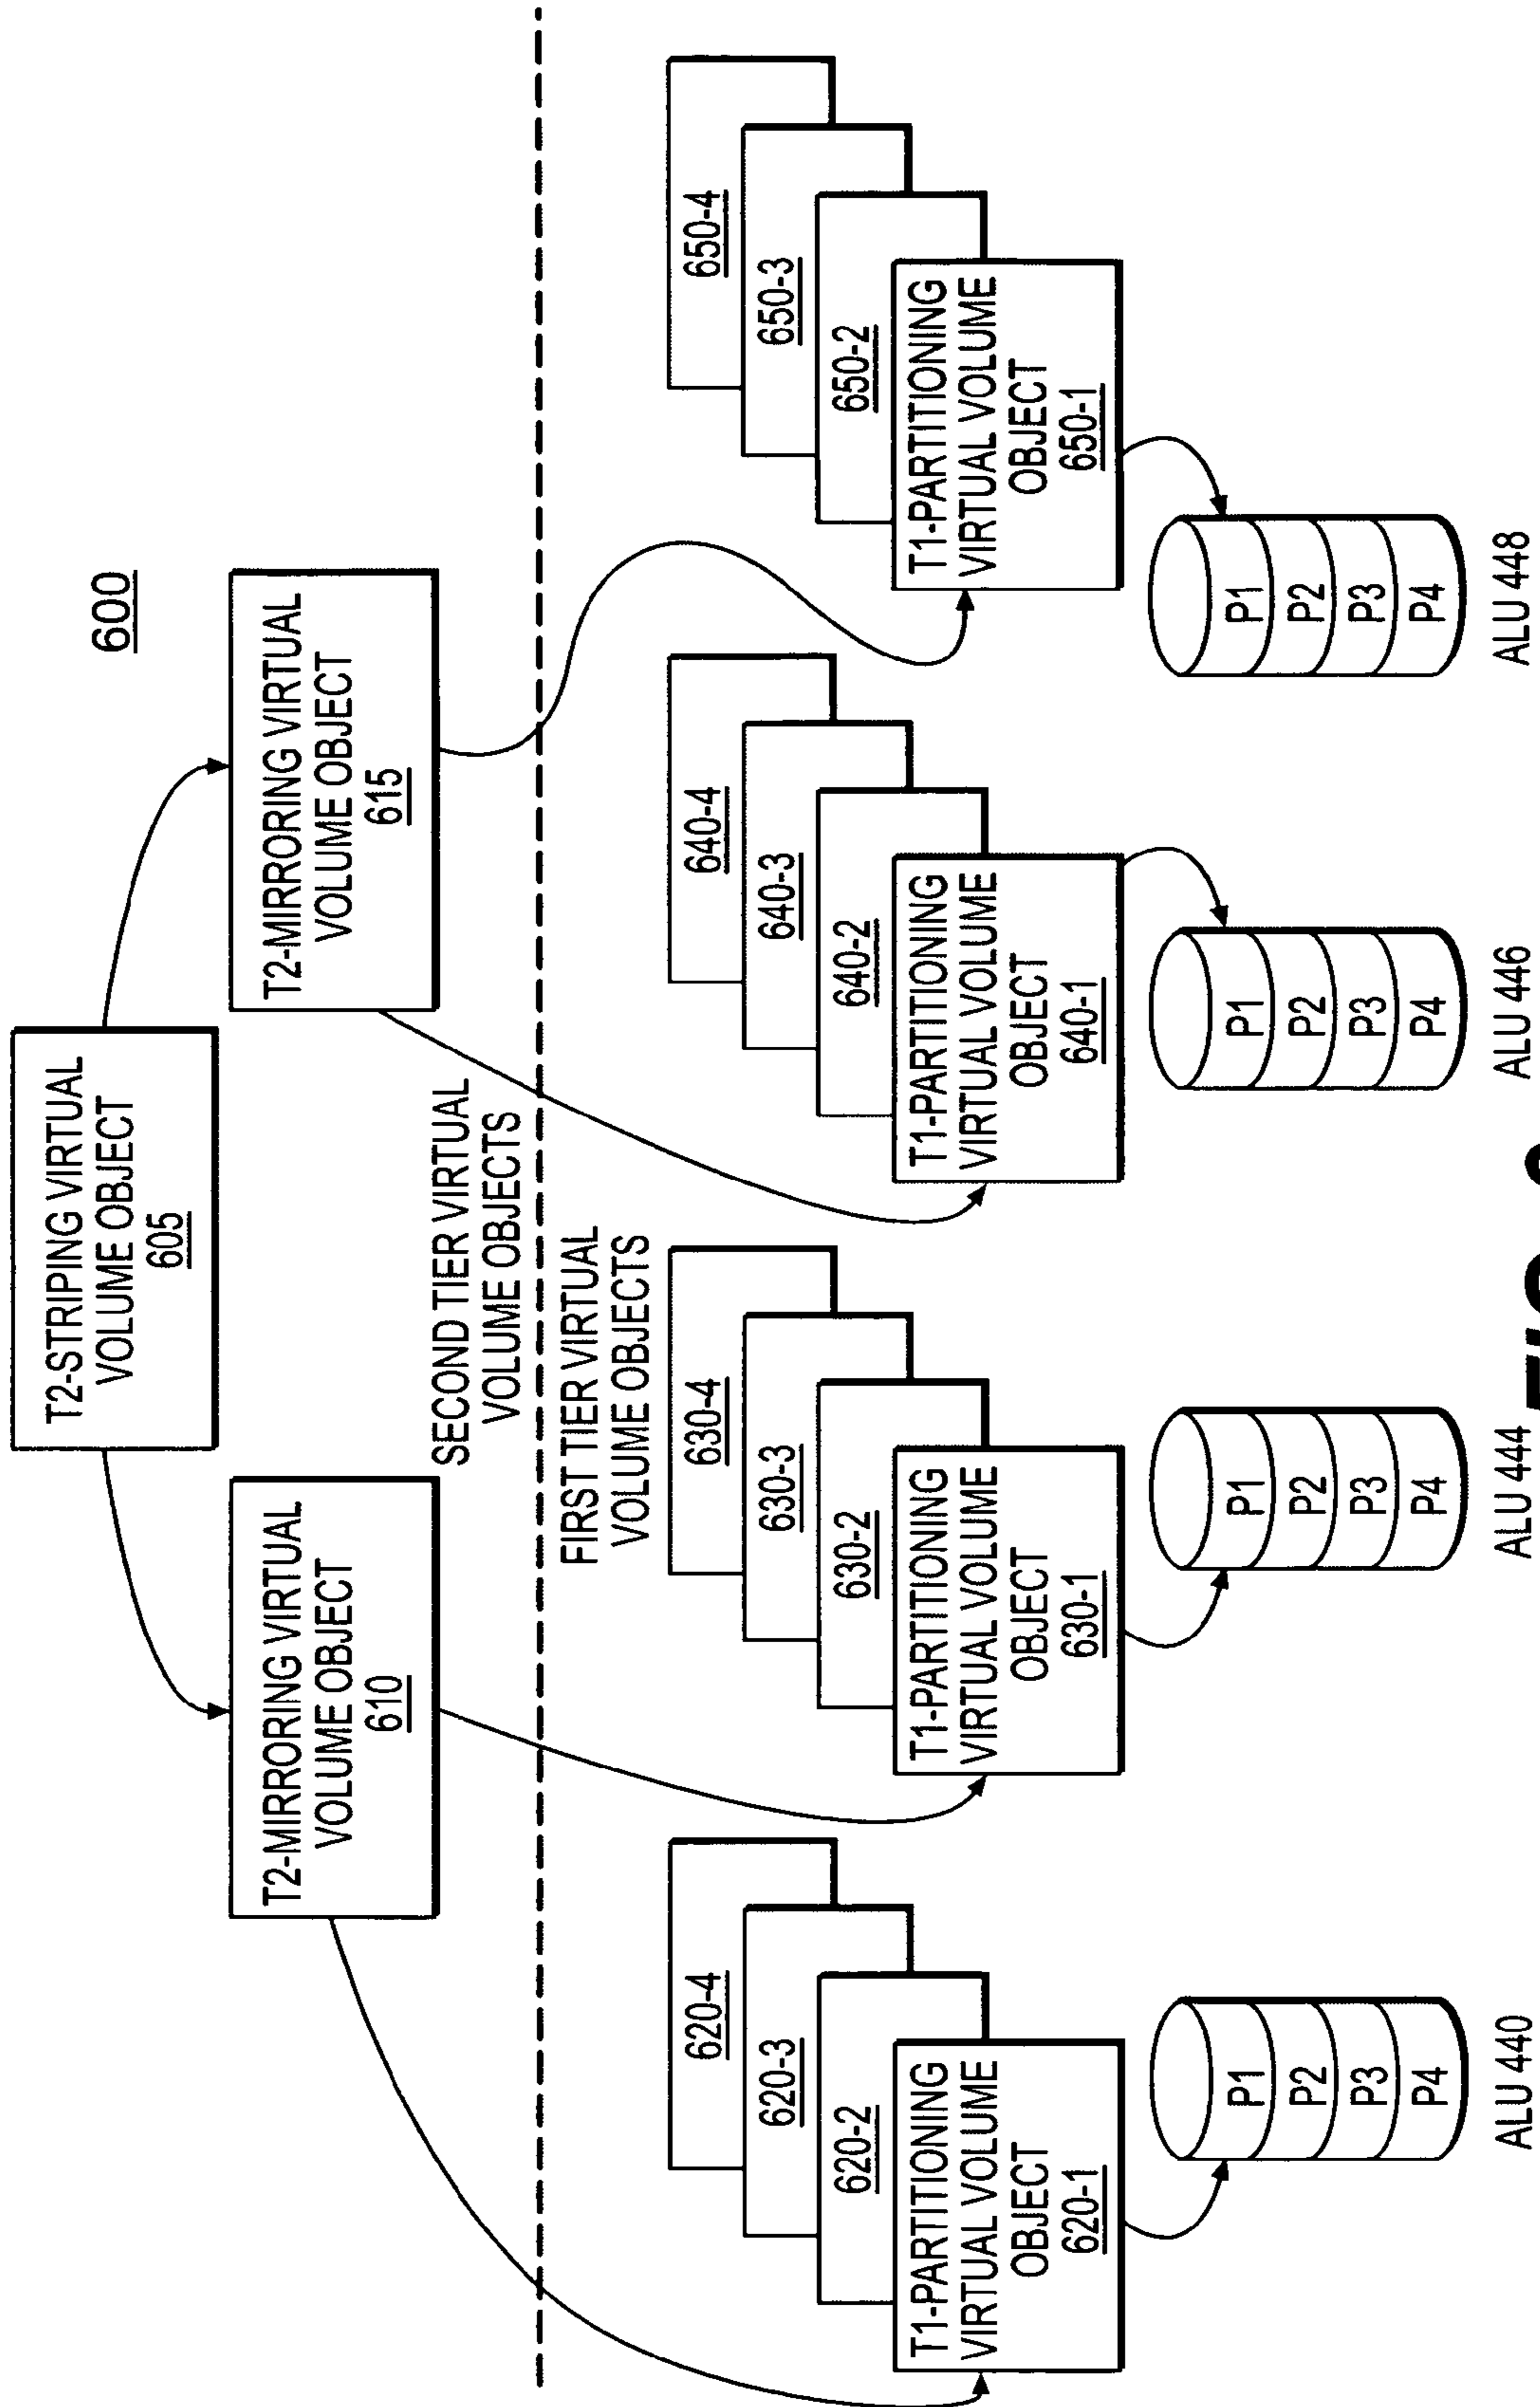 600
T2-STRIPING VIRTUAL
VOLUME OBJECT
605
T2-MIRRORING VIRTUAL
VOLUME OBJECT
610
T2-MIRRORING VIRTUAL
VOLUME OBJECT
615
SECOND TIER VIRTUAL
VOLUME OBJECTS
FIRST TIER VIRTUAL
VOLUME OBJECTS
620-4
620-3
620-2
T1-PARTITIONING
VIRTUAL VOLUME
OBJECT
620-1
630-4
630-3
630-2
T1-PARTITIONING
VIRTUAL VOLUME
OBJECT
630-1
640-4
640-3
640-2
T1-PARTITIONING
VIRTUAL VOLUME
OBJECT
640-1
650-4
650-3
650-2
T1-PARTITIONING
VIRTUAL VOLUME
OBJECT
650-1
P1
P2
P3
P4
ALU 440
P1
P2
P3
P4
ALU 444
P1
P2
P3
P4
ALU 446
P1
P2
P3
P4
ALU 448